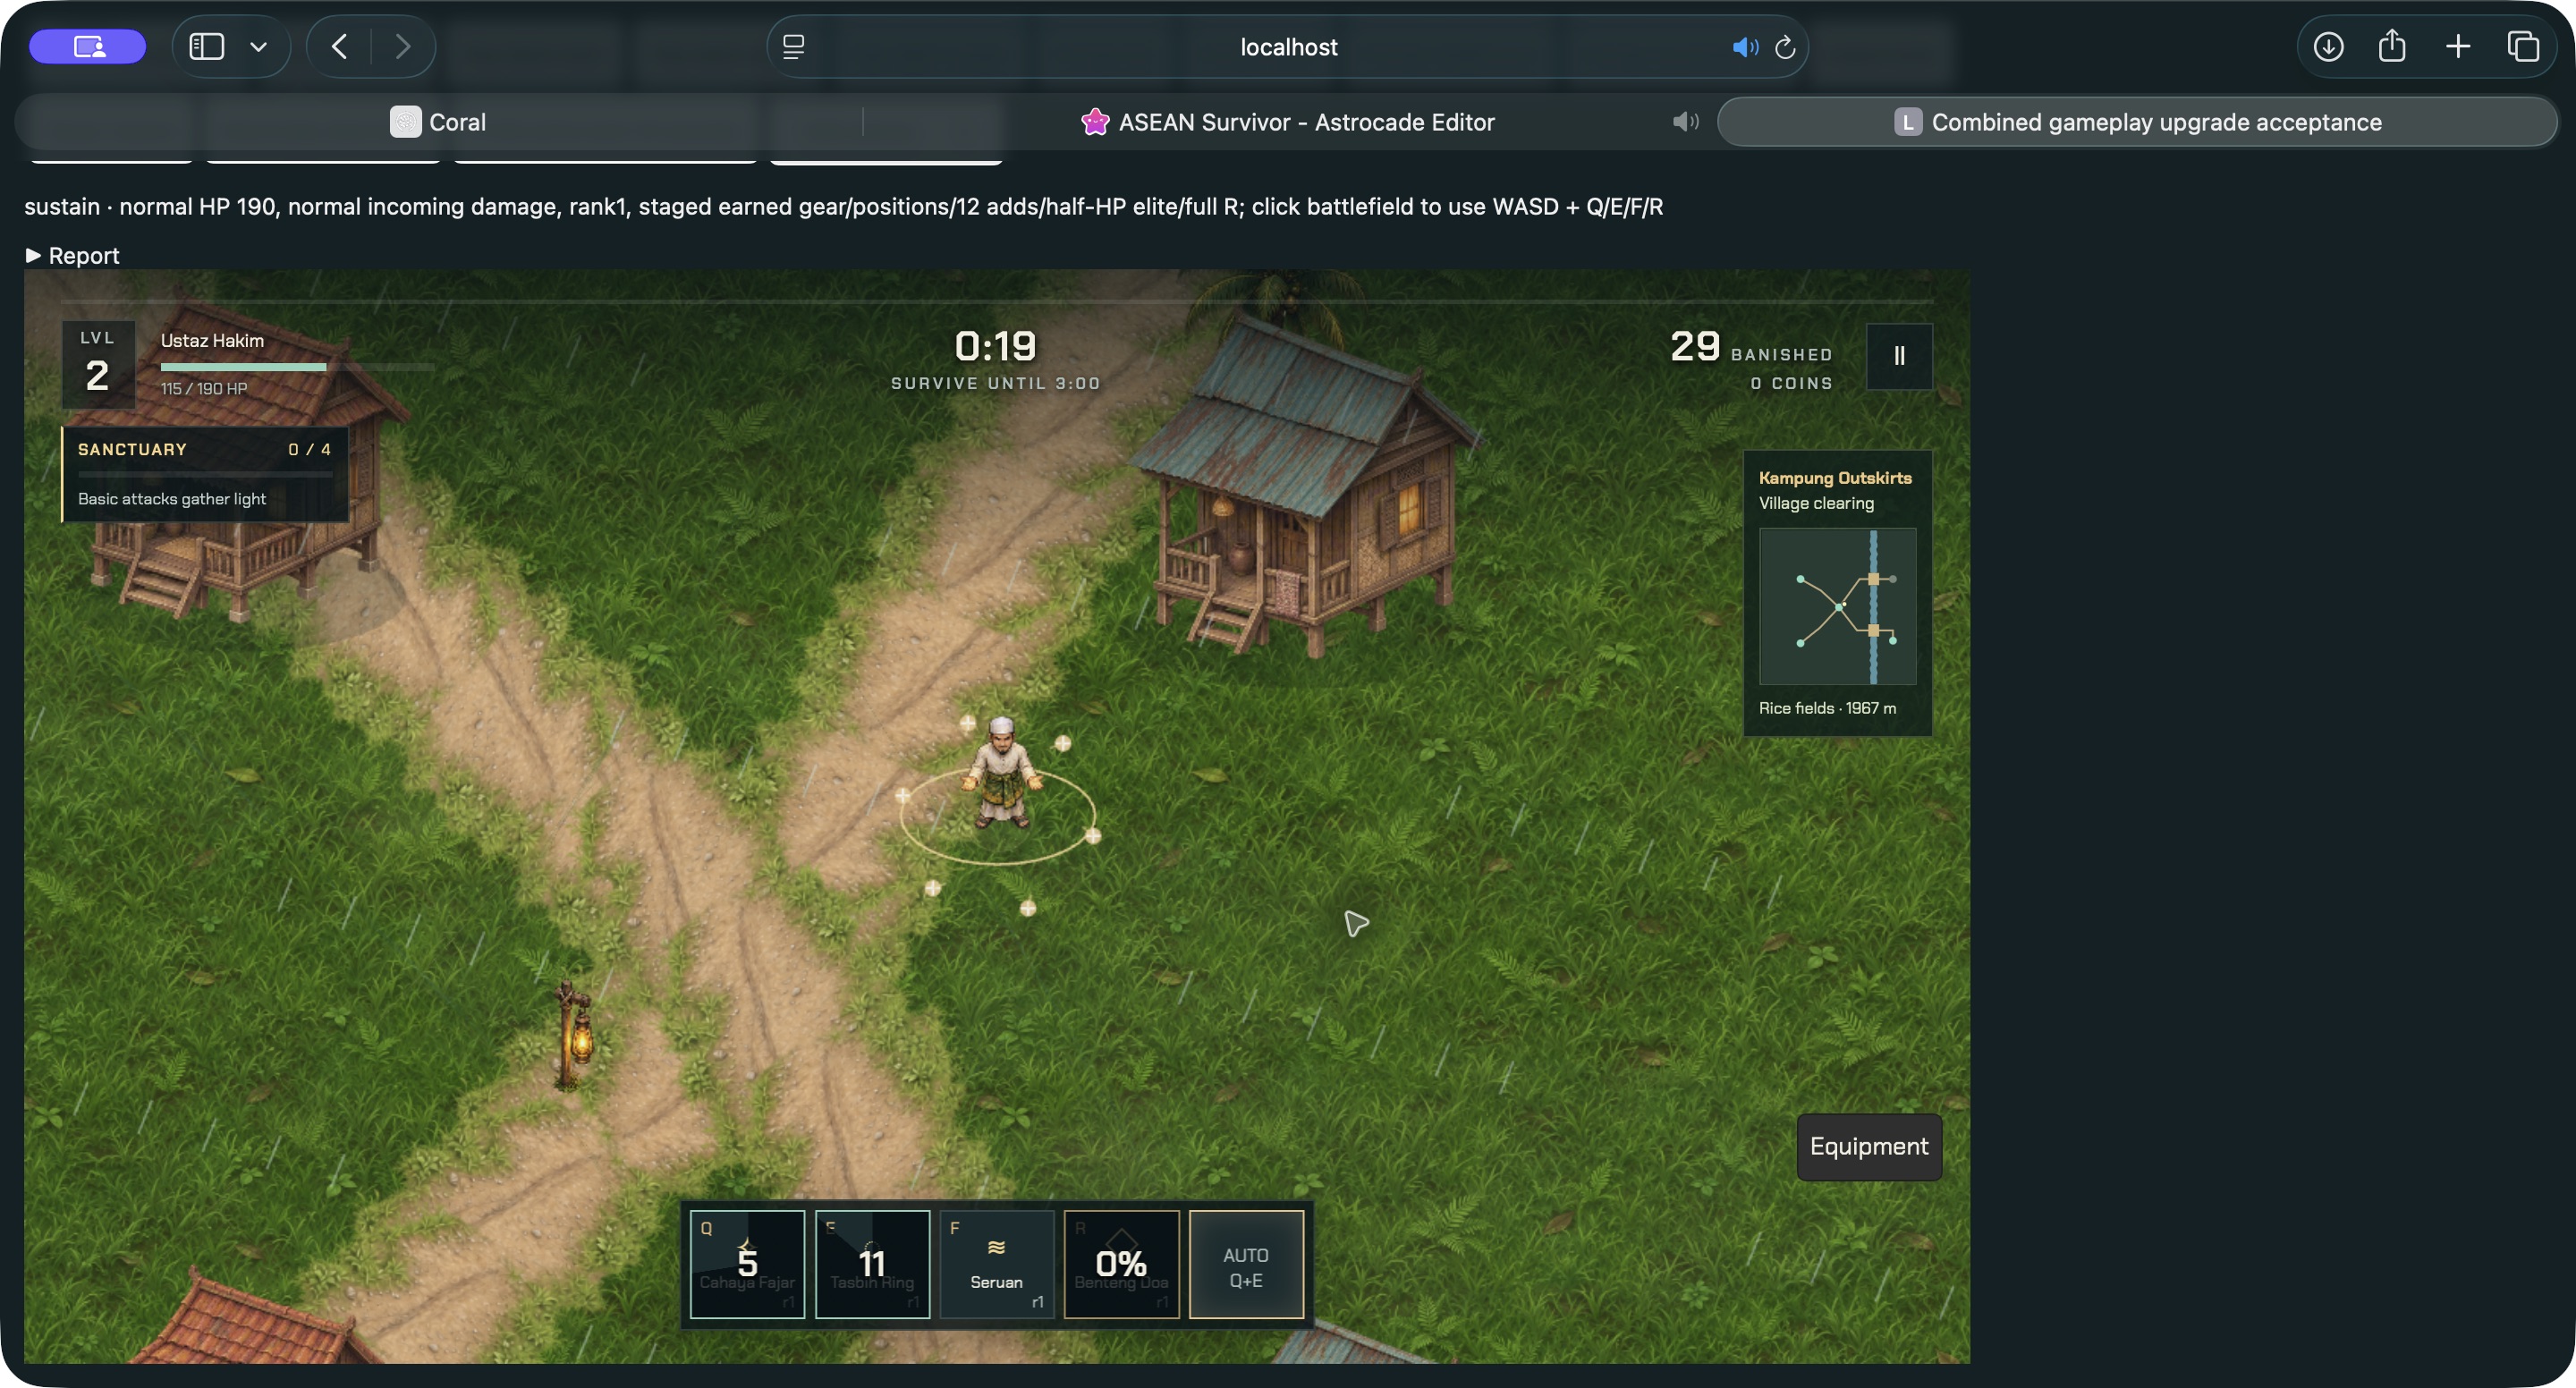 localhost
Coral
ASEAN Survivor - Astrocade Editor
L Combined gameplay upgrade acceptance
sustain · normal HP 190, normal incoming damage, rank1, staged earned gear/positions/12 adds/half-HP elite/full R; click battlefield to use WASD + Q/E/F/R
▶ Report
LVL
2
Ustaz Hakim
115 / 190 HP
0:19
SURVIVE UNTIL 3:00
29 BANISHED
0 COINS
SANCTUARY 0 / 4
Basic attacks gather light
Kampung Outskirts
Village clearing
Rice fields · 1967 m
Equipment
Q
5
Cahaya Fajar
r1
E
11
Tasbih Ring
r1
F
Seruan
r1
R
0%
Benteng Doa
r1
AUTO
Q+E